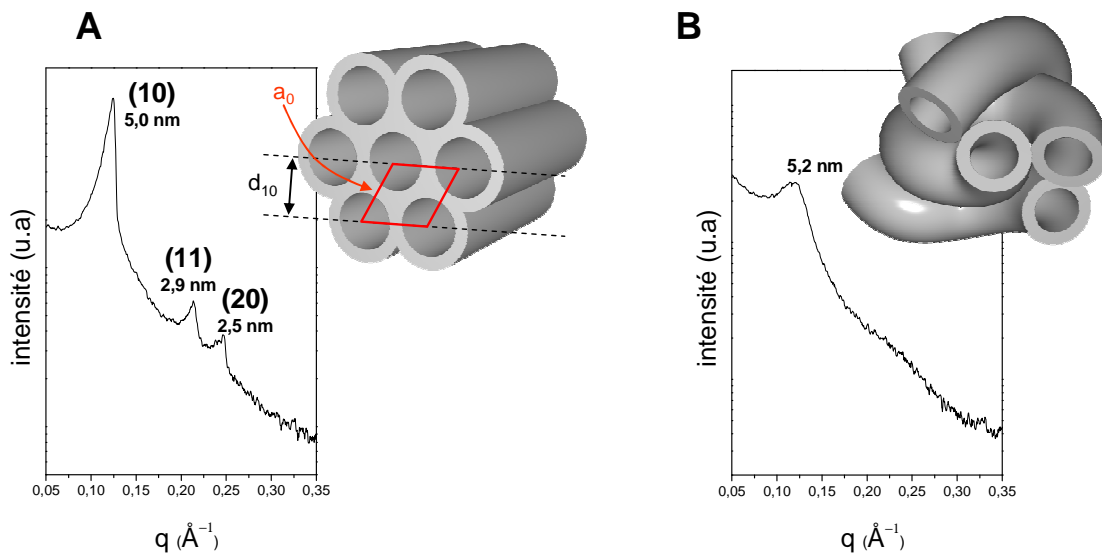 A
(10)
5,0 nm
a0
d10
(11)
2,9 nm
(20)
2,5 nm
intensité (u.a)
0,05 0,10 0,15 0,20 0,25 0,30 0,35
q (Å−1)
B
5,2 nm
intensité (u.a)
0,05 0,10 0,15 0,20 0,25 0,30 0,35
q (Å−1)